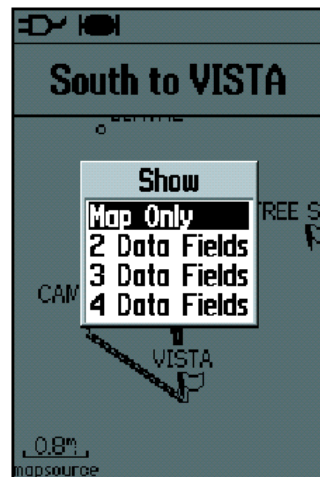 South to VISTA
Show
Map Only
2 Data Fields
3 Data Fields
4 Data Fields
TREE S
CAM
VISTA
0.8m
mapsource